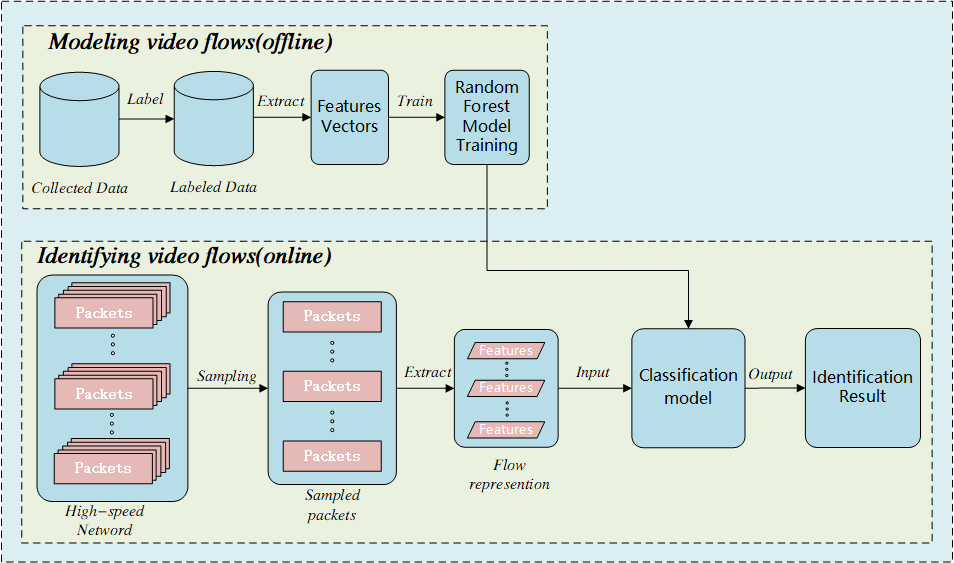 Modeling video flows(offline)
Label
Extract
Train
Features
Vectors
Random
Forest
Model
Training
Collected Data
Labeled Data
Identifying video flows(online)
Packets
Packets
Packets
High-speed
Netword
Sampling
Packets
Packets
Packets
Sampled
packets
Extract
Features
Features
Features
Flow
represention
Input
Classification
model
Output
Identification
Result